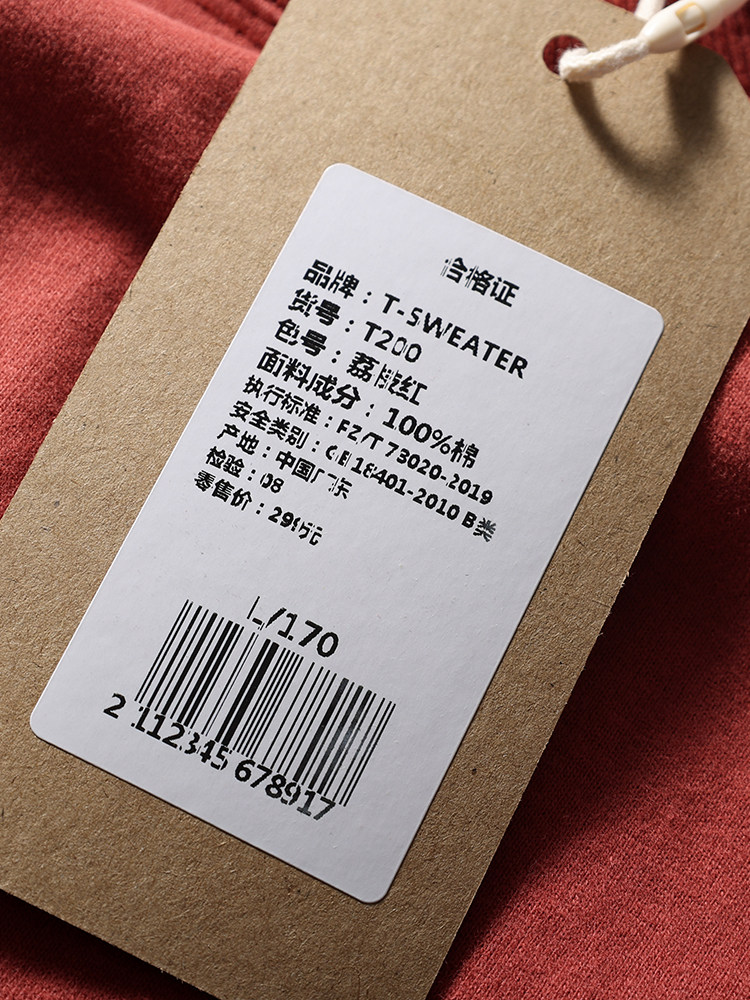 合格证
品牌：T-SWEATER
货号：T200
色号：荔枝红
面料成分：100%棉
执行标准：FZ/T 73020-2019
安全类别：GB 18401-2010 B类
产地：中国广东
检验：08
零售价：299元
L/170
2 112345 678917